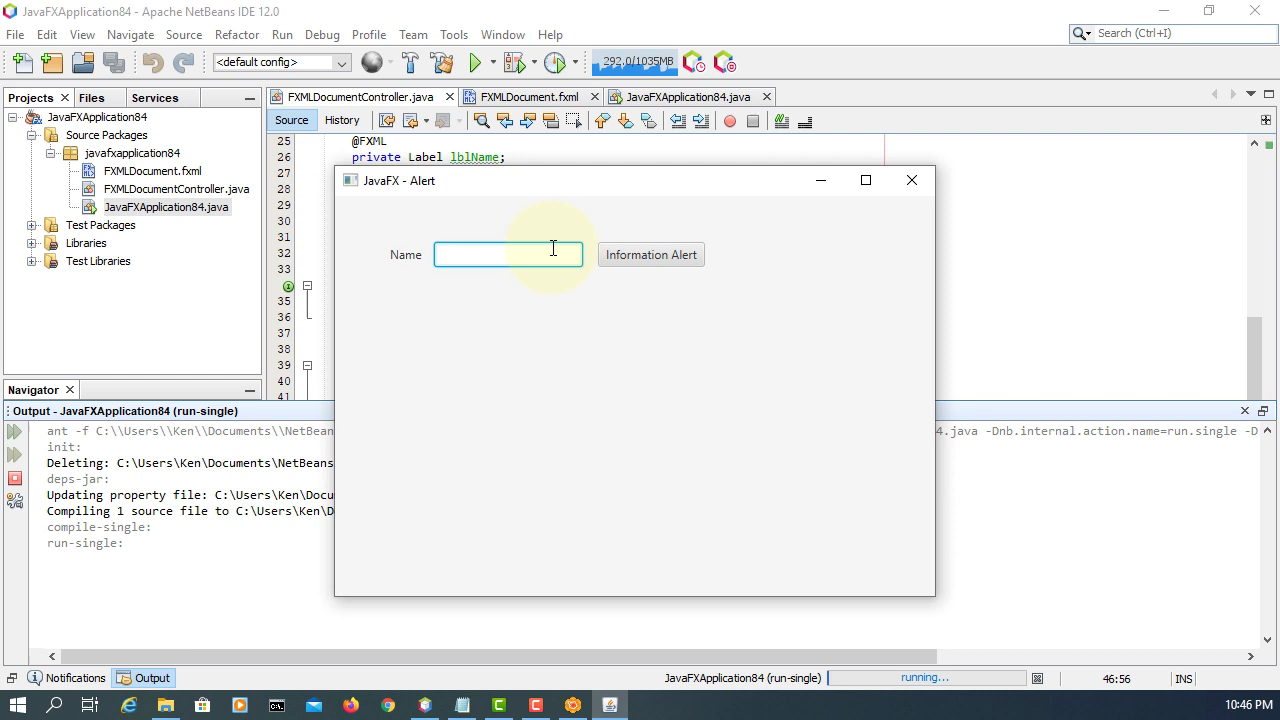 JavaFXApplication84 - Apache NetBeans IDE 12.0
File Edit View Navigate Source Refactor Run Debug Profile Team Tools Window Help
Search (Ctrl+I)
<default config>
292,0/1035MB
Projects
Files
Services
FXMLDocumentController.java
FXMLDocument.fxml
JavaFXApplication84.java
JavaFXApplication84
Source Packages
javafxapplication84
FXMLDocument.fxml
FXMLDocumentController.java
JavaFXApplication84.java
Test Packages
Libraries
Test Libraries
Navigator
Source History
25 @FXML
26 private Label lblName;
27
28
29
30
31
32
33
35
36
37
38
39
40
41
JavaFX - Alert
Name
Information Alert
Output - JavaFXApplication84 (run-single)
ant -f C:\\Users\\Ken\\Documents\\NetBean
4.java -Dnb.internal.action.name=run.single -D
init:
Deleting: C:\Users\Ken\Documents\NetBeans
deps-jar:
Updating property file: C:\Users\Ken\Docu
Compiling 1 source file to C:\Users\Ken\D
compile-single:
run-single:
Notifications
Output
JavaFXApplication84 (run-single)
running...
46:56
INS
10:46 PM